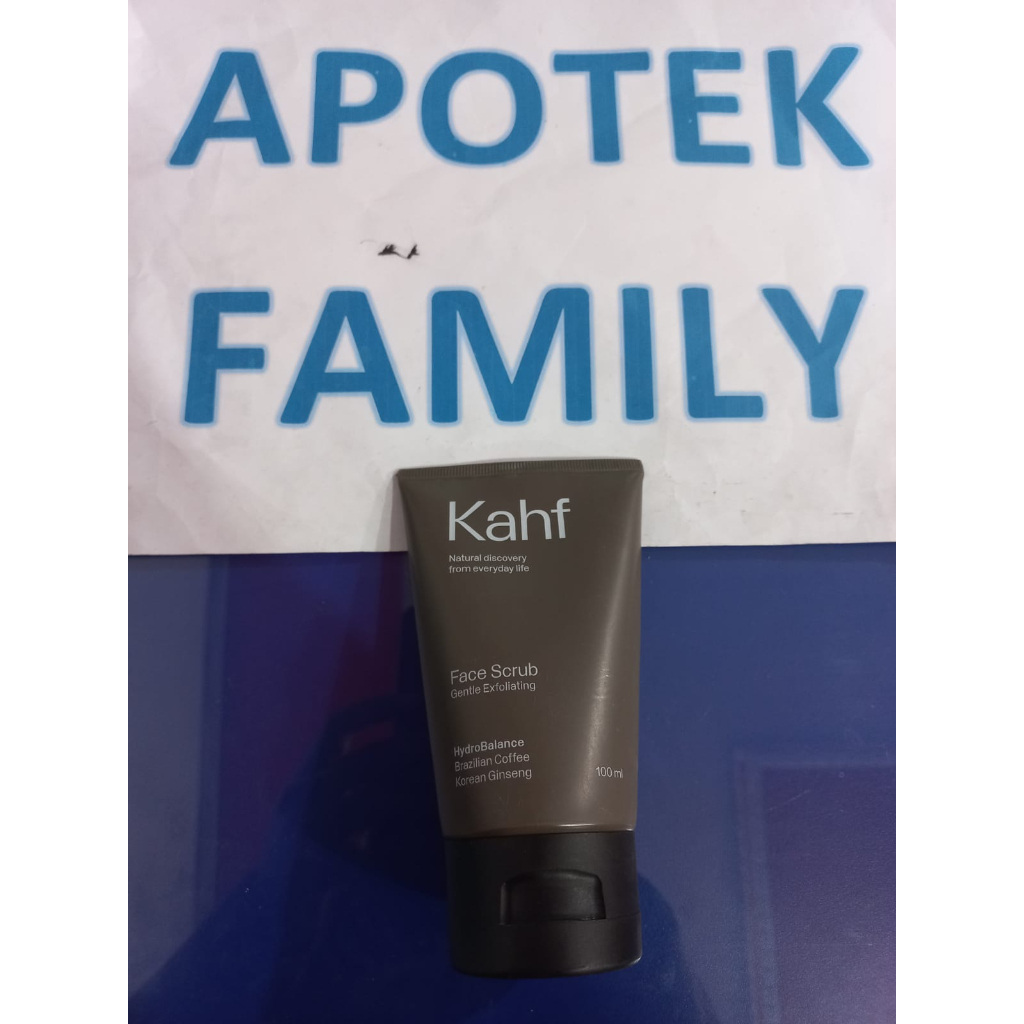 APOTEK
FAMILY
Kahf
Natural discovery
from everyday life
Face Scrub
Gentle Exfoliating
HydroBalance
Brazilian Coffee
Korean Ginseng
100 ml